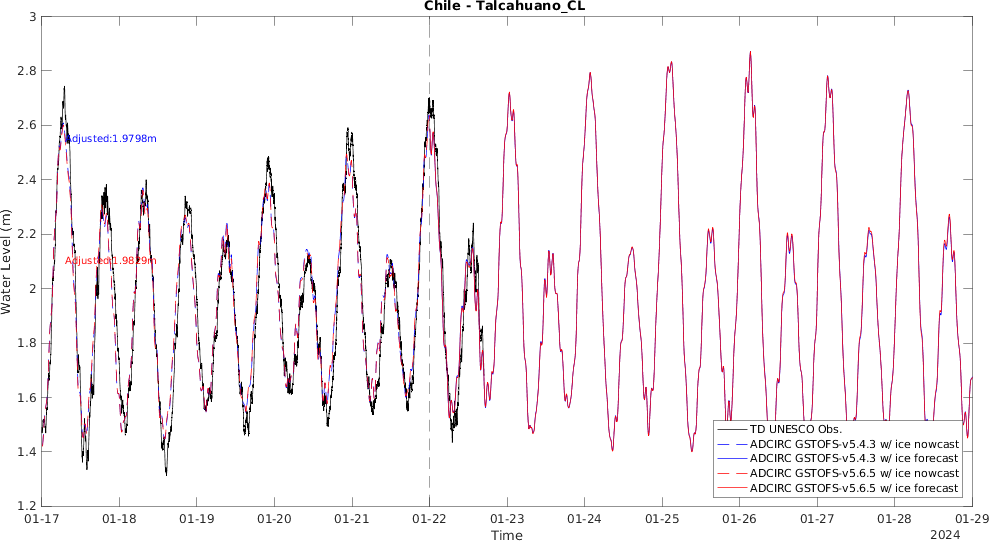 Chile - Talcahuano_CL
Water Level (m)
3
2.8
2.6
2.4
2.2
2
1.8
1.6
1.4
1.2
Adjusted:1.9798m
Adjusted:1.9829m
TD UNESCO Obs.
ADCIRC GSTOFS-v5.4.3 w/ ice nowcast
ADCIRC GSTOFS-v5.4.3 w/ ice forecast
ADCIRC GSTOFS-v5.6.5 w/ ice nowcast
ADCIRC GSTOFS-v5.6.5 w/ ice forecast
01-17 01-18 01-19 01-20 01-21 01-22 01-23 01-24 01-25 01-26 01-27 01-28 01-29
Time
2024